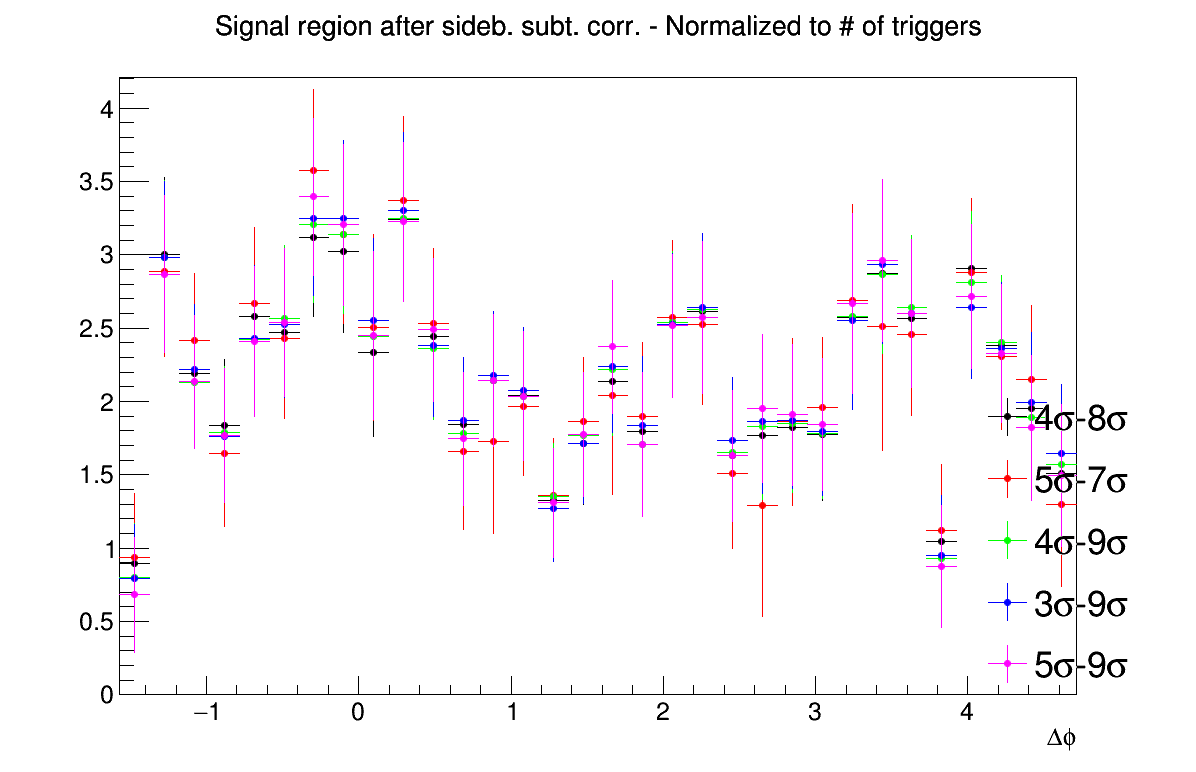 Signal region after sideb. subt. corr. - Normalized to # of triggers
4
3.5
3
2.5
2
1.5
1
0.5
0
4σ-8σ
5σ-7σ
4σ-9σ
3σ-9σ
5σ-9σ
−1 0 1 2 3 4
Δϕ